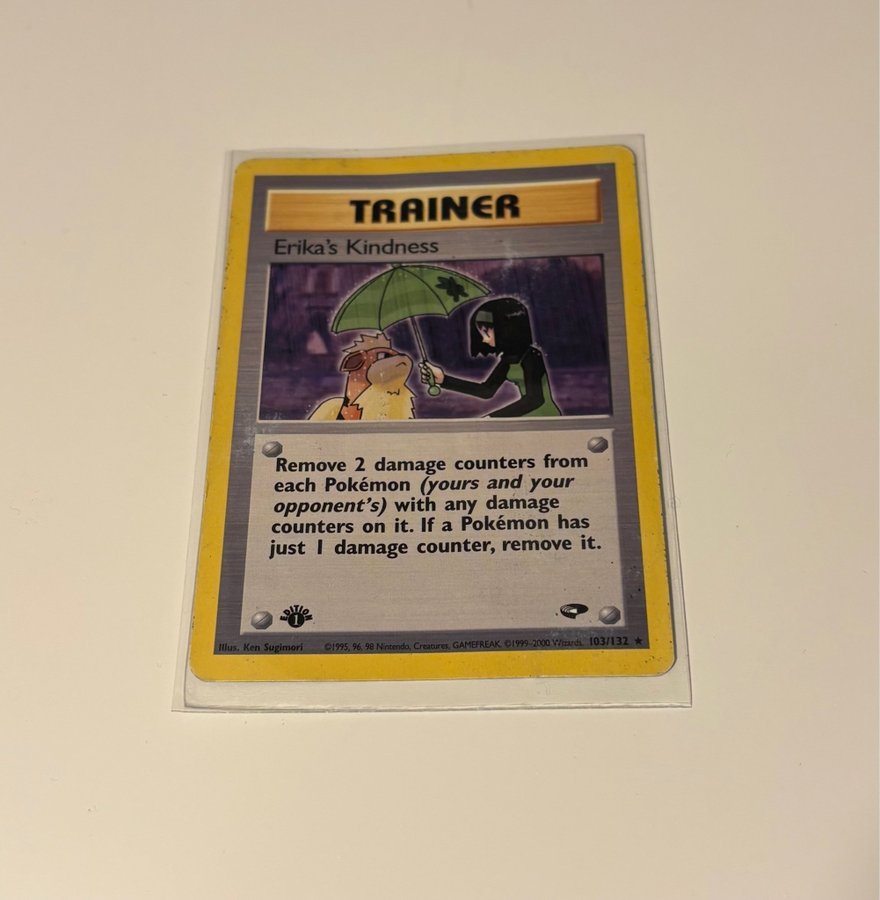 TRAINER
Erika's Kindness
Remove 2 damage counters from
each Pokémon (yours and your
opponent's) with any damage
counters on it. If a Pokémon has
just 1 damage counter, remove it.
EDITION
1
Illus. Ken Sugimori ©1995, 96, 98 Nintendo, Creatures, GAMEFREAK. ©1999-2000 Wizards. 103/132 ★